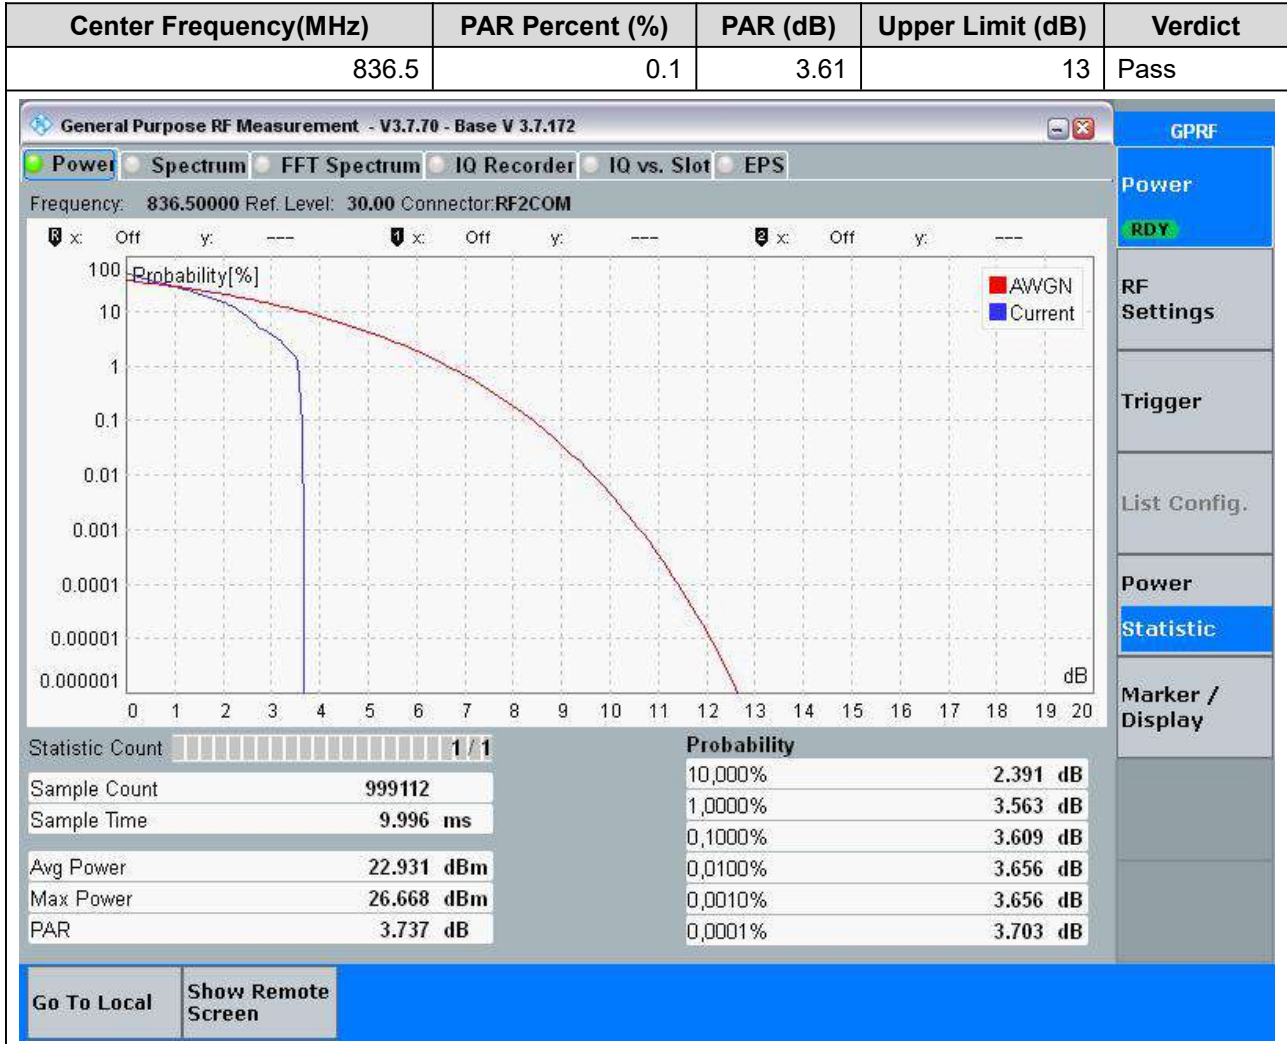 Center Frequency(MHz) PAR Percent (%) PAR (dB) Upper Limit (dB) Verdict
836.5 0.1 3.61 13 Pass
General Purpose RF Measurement - V3.7.70 - Base V 3.7.172
GPRF
Power Spectrum FFT Spectrum IQ Recorder IQ vs. Slot EPS
Frequency: 836.50000 Ref. Level: 30.00 Connector:RF2COM
R x: Off y: --- 1 x: Off y: --- 2 x: Off y: ---
Probability[%]
AWGN
Current
100
10
1
0.1
0.01
0.001
0.0001
0.00001
0.000001
dB
0 1 2 3 4 5 6 7 8 9 10 11 12 13 14 15 16 17 18 19 20
Statistic Count 1 / 1
Sample Count 999112
Sample Time 9.996 ms
Avg Power 22.931 dBm
Max Power 26.668 dBm
PAR 3.737 dB
Probability
10,000% 2.391 dB
1,0000% 3.563 dB
0,1000% 3.609 dB
0,0100% 3.656 dB
0,0010% 3.656 dB
0,0001% 3.703 dB
Power
RDY
RF
Settings
Trigger
List Config.
Power
Statistic
Marker /
Display
Go To Local
Show Remote
Screen